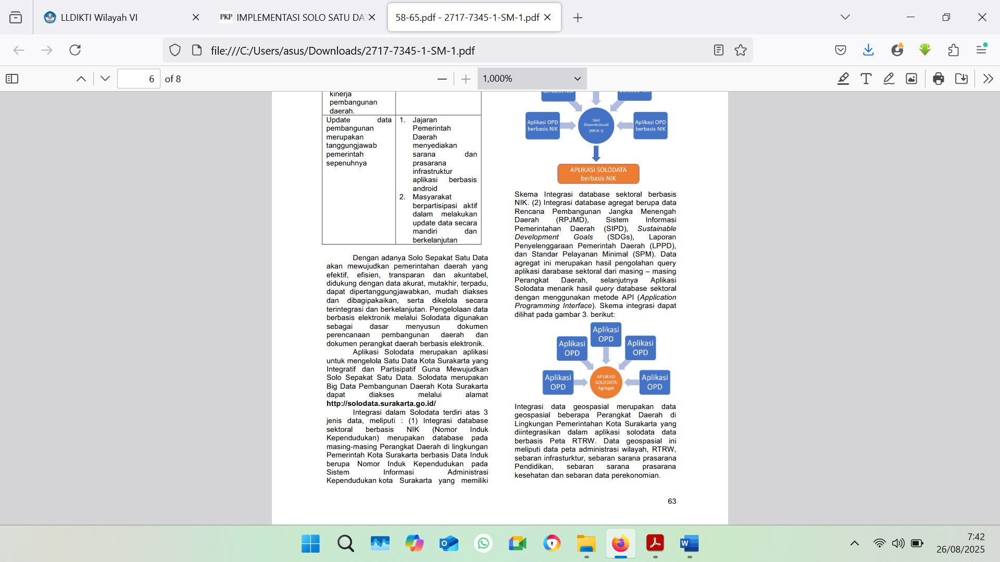 LLDIKTI Wilayah VI
PKP IMPLEMENTASI SOLO SATU DA
58-65.pdf - 2717-7345-1-SM-1.pdf
file:///C:/Users/asus/Downloads/2717-7345-1-SM-1.pdf
6 of 8
1,000%
kinerja
pembangunan
daerah.
Update data
pembangunan
merupakan
tanggungjawab
pemerintah
sepenuhnya
1. Jajaran
Pemerintah
Daerah
menyediakan
sarana dan
prasarana
infrastruktur
aplikasi berbasis
android
2. Masyarakat
berpartisipasi aktif
dalam melakukan
update data secara
mandiri dan
berkelanjutan
Dengan adanya Solo Sepakat Satu Data
akan mewujudkan pemerintahan daerah yang
efektif, efisien, transparan dan akuntabel,
didukung dengan data akurat, mutakhir, terpadu,
dapat dipertanggungjawabkan, mudah diakses
dan dibagipakaikan, serta dikelola secara
terintegrasi dan berkelanjutan. Pengelolaan data
berbasis elektronik melalui Solodata digunakan
sebagai dasar menyusun dokumen
perencanaan pembangunan daerah dan
dokumen perangkat daerah berbasis elektronik.
Aplikasi Solodata merupakan aplikasi
untuk mengelola Satu Data Kota Surakarta yang
Integratif dan Partisipatif Guna Mewujudkan
Solo Sepakat Satu Data. Solodata merupakan
Big Data Pembangunan Daerah Kota Surakarta
dapat diakses melalui alamat
http://solodata.surakarta.go.id/
Integrasi dalam Solodata terdiri atas 3
jenis data, meliputi : (1) Integrasi database
sektoral berbasis NIK (Nomor Induk
Kependudukan) merupakan database pada
masing-masing Perangkat Daerah di lingkungan
Pemerintah Kota Surakarta berbasis Data Induk
berupa Nomor Induk Kependudukan pada
Sistem Informasi Administrasi
Kependudukan kota Surakarta yang memiliki
berbasis NIK
berbasis NIK
Aplikasi OPD
berbasis NIK
SIAK
Dispendukcasil
(API NIK)
Aplikasi OPD
berbasis NIK
APLIKASI SOLODATA
berbasis NIK
Skema Integrasi database sektoral berbasis
NIK. (2) Integrasi database agregat berupa data
Rencana Pembangunan Jangka Menengah
Daerah (RPJMD), Sistem Informasi
Pemerintahan Daerah (SIPD), Sustainable
Development Goals (SDGs), Laporan
Penyelenggaraan Pemerintah Daerah (LPPD),
dan Standar Pelayanan Minimal (SPM). Data
agregat ini merupakan hasil pengolahan query
aplikasi darabase sektoral dari masing – masing
Perangkat Daerah, selanjutnya Aplikasi
Solodata menarik hasil query database sektoral
dengan menggunakan metode API (Application
Programming Interface). Skema integrasi dapat
dilihat pada gambar 3. berikut:
Aplikasi
OPD
Aplikasi
OPD
Aplikasi
OPD
Aplikasi
OPD
APLIKASI
SOLODATA
Agregat
Aplikasi
OPD
Integrasi data geospasial merupakan data
geospasial beberapa Perangkat Daerah di
Lingkungan Pemerintahan Kota Surakarta yang
diintegrasikan dalam aplikasi solodata data
berbasis Peta RTRW. Data geospasial ini
meliputi data peta administrasi wilayah, RTRW,
sebaran infrasturktur, sebaran sarana prasarana
Pendidikan, sebaran sarana prasarana
kesehatan dan sebaran data perekonomian.
63
7:42
26/08/2025